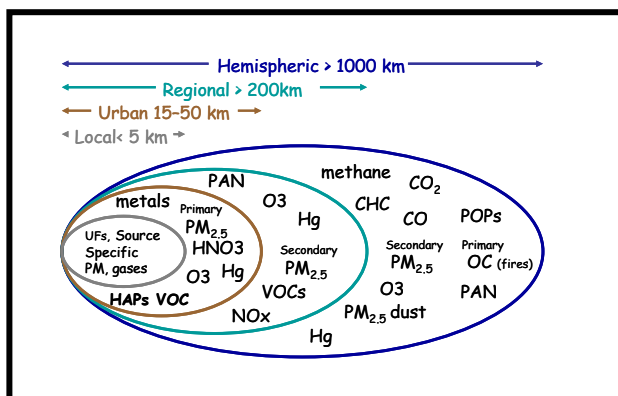 Hemispheric > 1000 km
Regional > 200km
Urban 15–50 km
Local< 5 km
methane
PAN
CO2
metals
O3
CHC
Primary
PM2.5
Hg
CO
POPs
UFs, Source
Specific
PM, gases
HNO3
Secondary
PM2.5
Secondary
PM2.5
Primary
OC (fires)
O3
Hg
HAPs VOC
VOCs
O3
PAN
NOx
PM2.5 dust
Hg